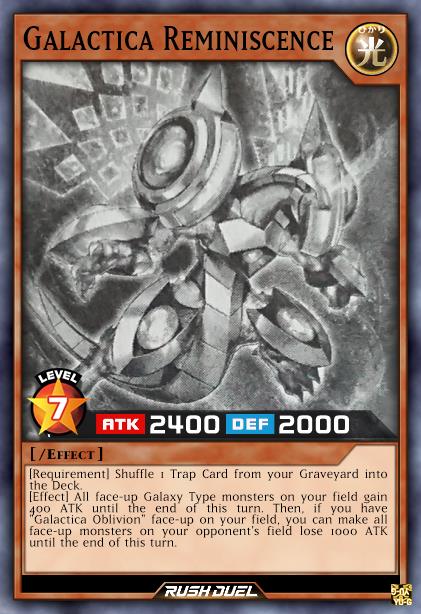 GALACTICA REMINISCENCE
ひかり
光
LEVEL
7
ATK 2400 DEF 2000
[ /EFFECT ]
[Requirement] Shuffle 1 Trap Card from your Graveyard into
the Deck.
[Effect] All face-up Galaxy Type monsters on your field gain
400 ATK until the end of this turn. Then, if you have
"Galactica Oblivion" face-up on your field, you can make all
face-up monsters on your opponent's field lose 1000 ATK
until the end of this turn.
RUSH DUEL